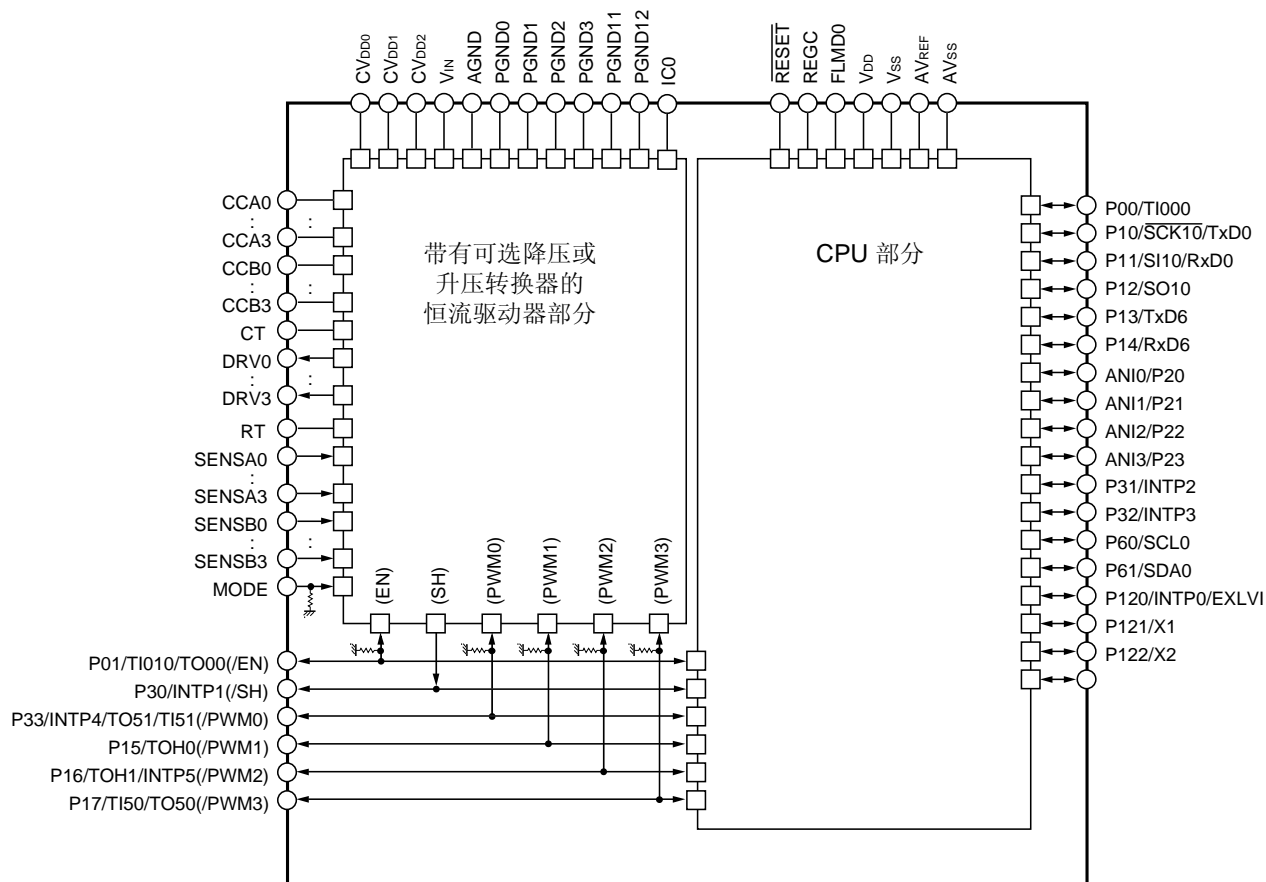 CVDD0
CVDD1
CVDD2
VIN
AGND
PGND0
PGND1
PGND2
PGND3
PGND11
PGND12
IC0
RESET
REGC
FLMD0
VDD
VSS
AVREF
AVSS
CCA0
:
:
CCA3
CCB0
:
:
CCB3
CT
DRV0
:
:
DRV3
RT
SENSA0
:
:
SENSA3
SENSB0
:
:
SENSB3
MODE
带有可选降压或
升压转换器的
恒流驱动器部分
CPU 部分
(EN)
(SH)
(PWM0)
(PWM1)
(PWM2)
(PWM3)
P01/TI010/TO00(/EN)
P30/INTP1(/SH)
P33/INTP4/TO51/TI51(/PWM0)
P15/TOH0(/PWM1)
P16/TOH1/INTP5(/PWM2)
P17/TI50/TO50(/PWM3)
P00/TI000
P10/SCK10/TxD0
P11/SI10/RxD0
P12/SO10
P13/TxD6
P14/RxD6
ANI0/P20
ANI1/P21
ANI2/P22
ANI3/P23
P31/INTP2
P32/INTP3
P60/SCL0
P61/SDA0
P120/INTP0/EXLVI
P121/X1
P122/X2